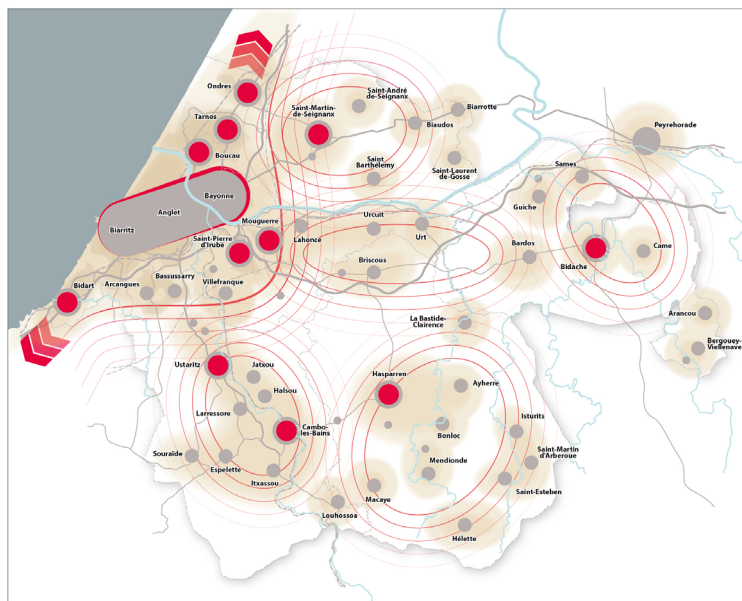 Ondres
Tarnos
Boucau
Saint-Martin-
de-Seignanx
Saint-André
de-Seignanx
Biaudos
Biarrotte
Saint
Barthélemy
Saint-Laurent
de-Gosse
Peyrehorade
Sames
Guiche
Bayonne
Anglet
Biarritz
Mouguerre
Saint-Pierre
d'Irube
Lahonce
Urcuit
Urt
Briscous
Bardos
Bidache
Came
Bidart
Arcangues
Bassussarry
Villefranque
La Bastide-
Clairence
Arancou
Bergouey-
Viellenave
Ustaritz
Jatxou
Halsou
Larressore
Cambo-
les-Bains
Hasparren
Ayherre
Bonloc
Isturits
Mendionde
Saint-Martin
d'Arberoue
Saint-Esteben
Souraïde
Espelette
Itxassou
Macaye
Louhossoa
Hélette